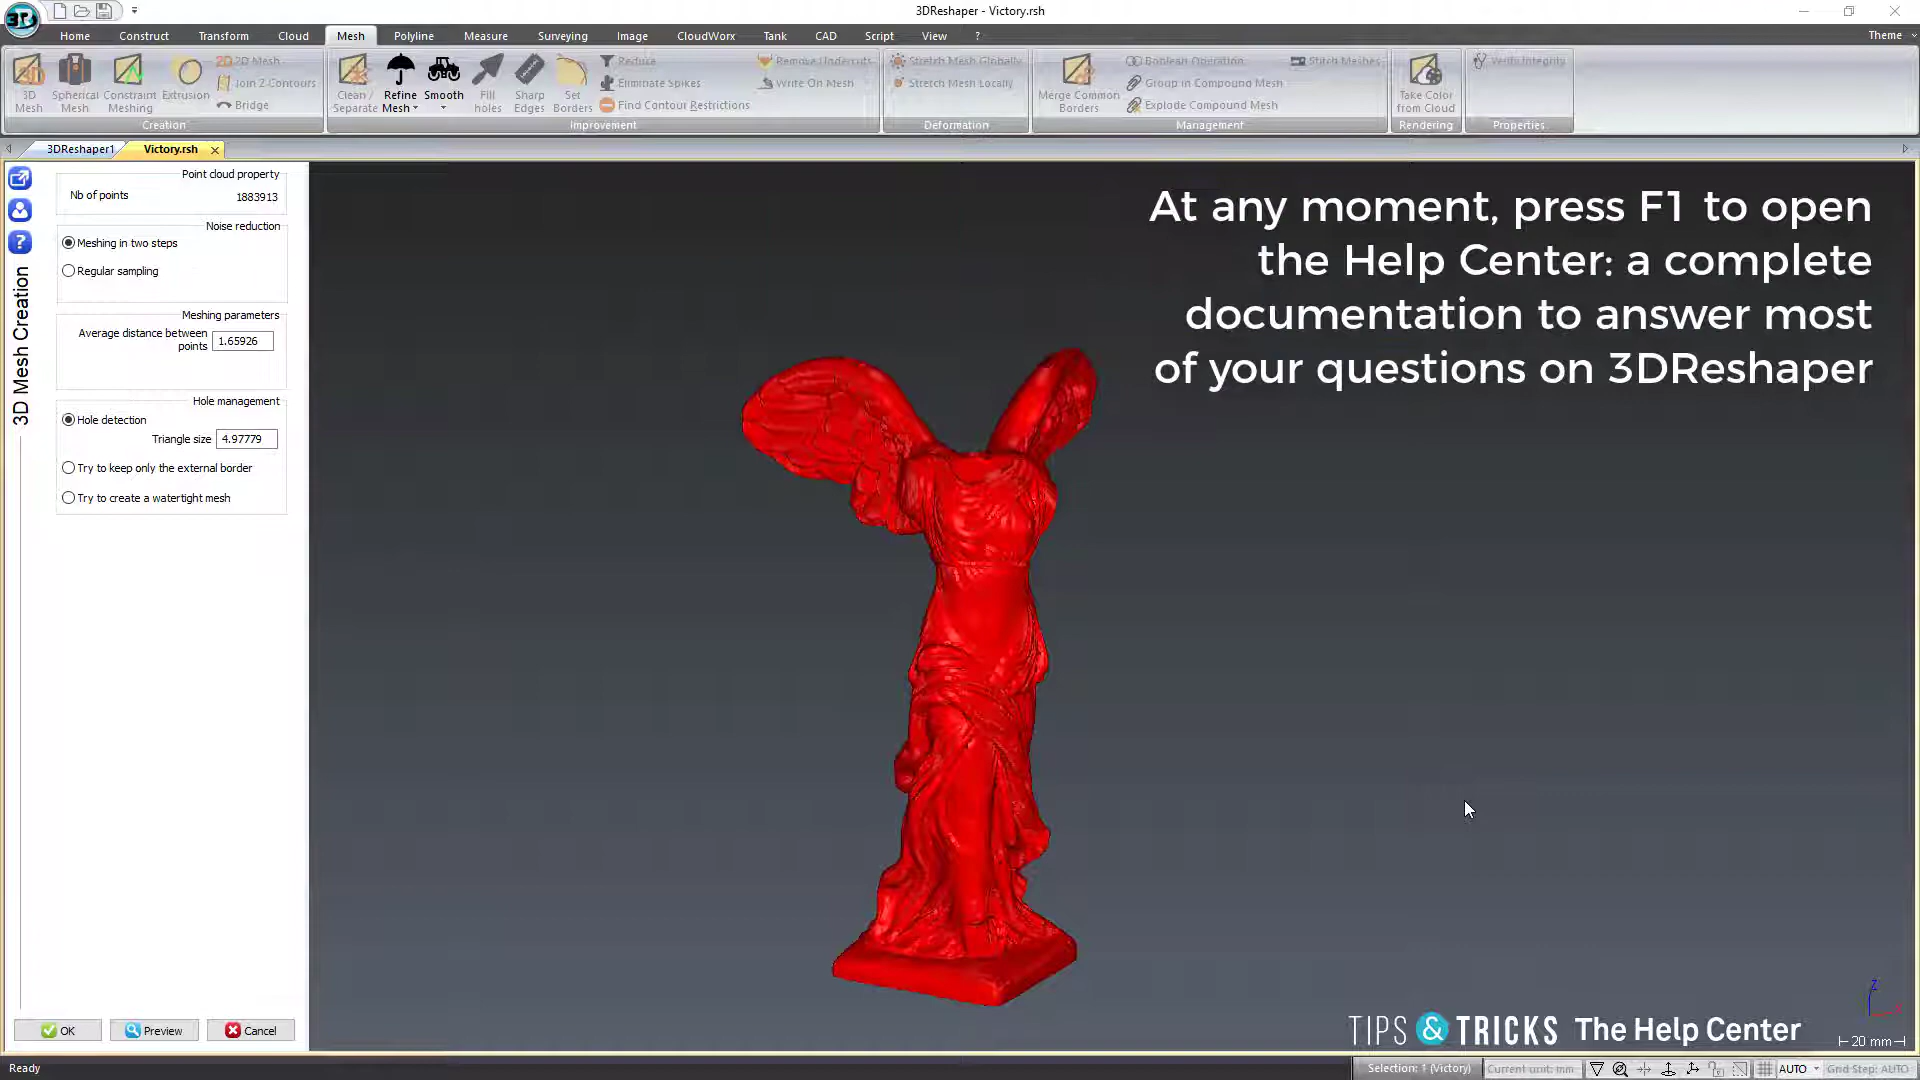 3DReshaper - Victory.rsh
Home Construct Transform Cloud Mesh Polyline Measure Surveying Image CloudWorx Tank CAD Script View ? Theme
3D Mesh
Spherical Mesh
Constraint Meshing
Extrusion
2D Mesh
Join 2-Contours
Bridge
Creation
Clean / Separate
Refine Mesh
Smooth
Fill holes
Sharp Edges
Set Borders
Reduce
Eliminate Spikes
Find Contour Restrictions
Remove Undercuts
Write On Mesh
Improvement
Stretch Mesh Globally
Stretch Mesh Locally
Deformation
Merge Common Borders
Boolean Operation
Group in Compound Mesh
Explode Compound Mesh
Stitch Meshes
Management
Take Color from Cloud
Rendering
Verify Integrity
Properties
3DReshaper1 Victory.rsh
3D Mesh Creation
Point cloud property
Nb of points 1883913
Noise reduction
Meshing in two steps
Regular sampling
Meshing parameters
Average distance between
points 1.65926
Hole management
Hole detection
Triangle size 4.97779
Try to keep only the external border
Try to create a watertight mesh
OK Preview Cancel
At any moment, press F1 to open
the Help Center: a complete
documentation to answer most
of your questions on 3DReshaper
Z
TIPS & TRICKS The Help Center
20 mm
Ready
Selection: 1 (Victory) Current unit: mm AUTO Grid Step: AUTO